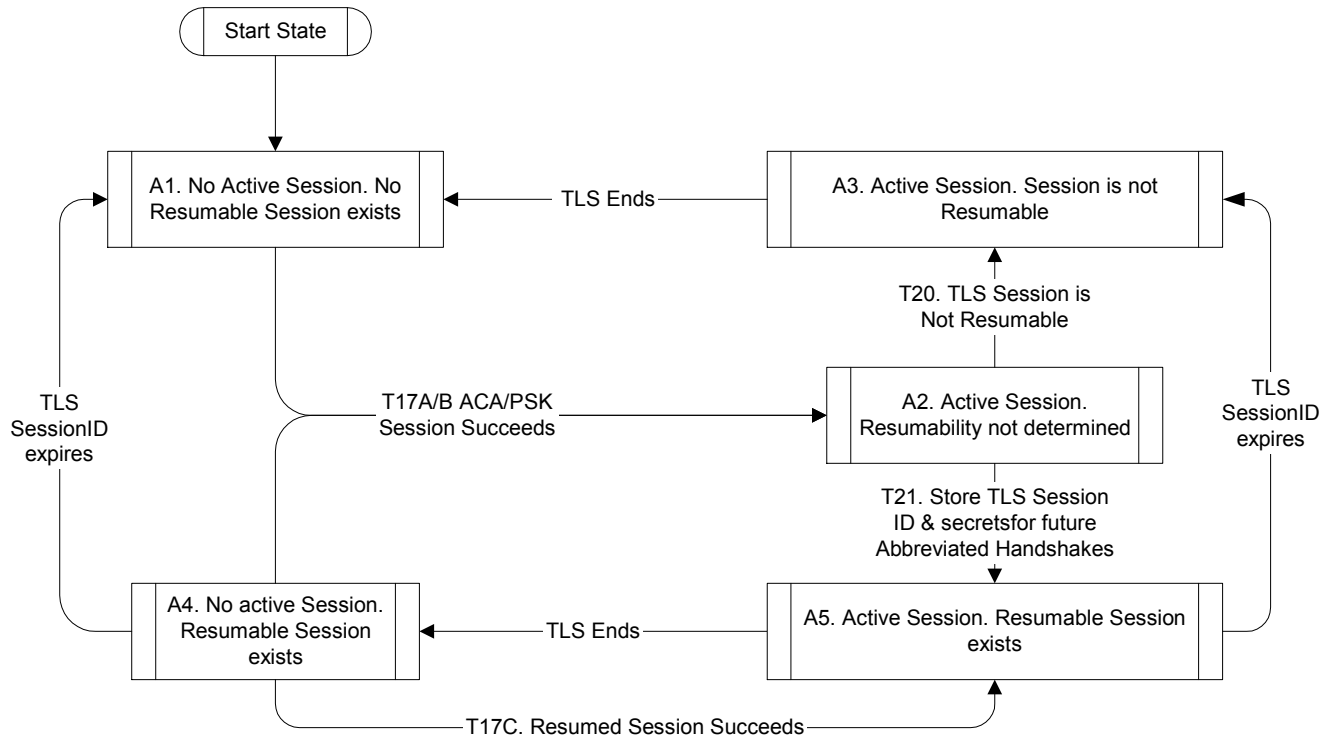 Start State
A1. No Active Session. No
Resumable Session exists
TLS Ends
A3. Active Session. Session is not
Resumable
T20. TLS Session is
Not Resumable
TLS
SessionID
expires
T17A/B ACA/PSK
Session Succeeds
A2. Active Session.
Resumability not determined
TLS
SessionID
expires
T21. Store TLS Session
ID & secretsfor future
Abbreviated Handshakes
A4. No active Session.
Resumable Session
exists
TLS Ends
A5. Active Session. Resumable Session
exists
T17C. Resumed Session Succeeds